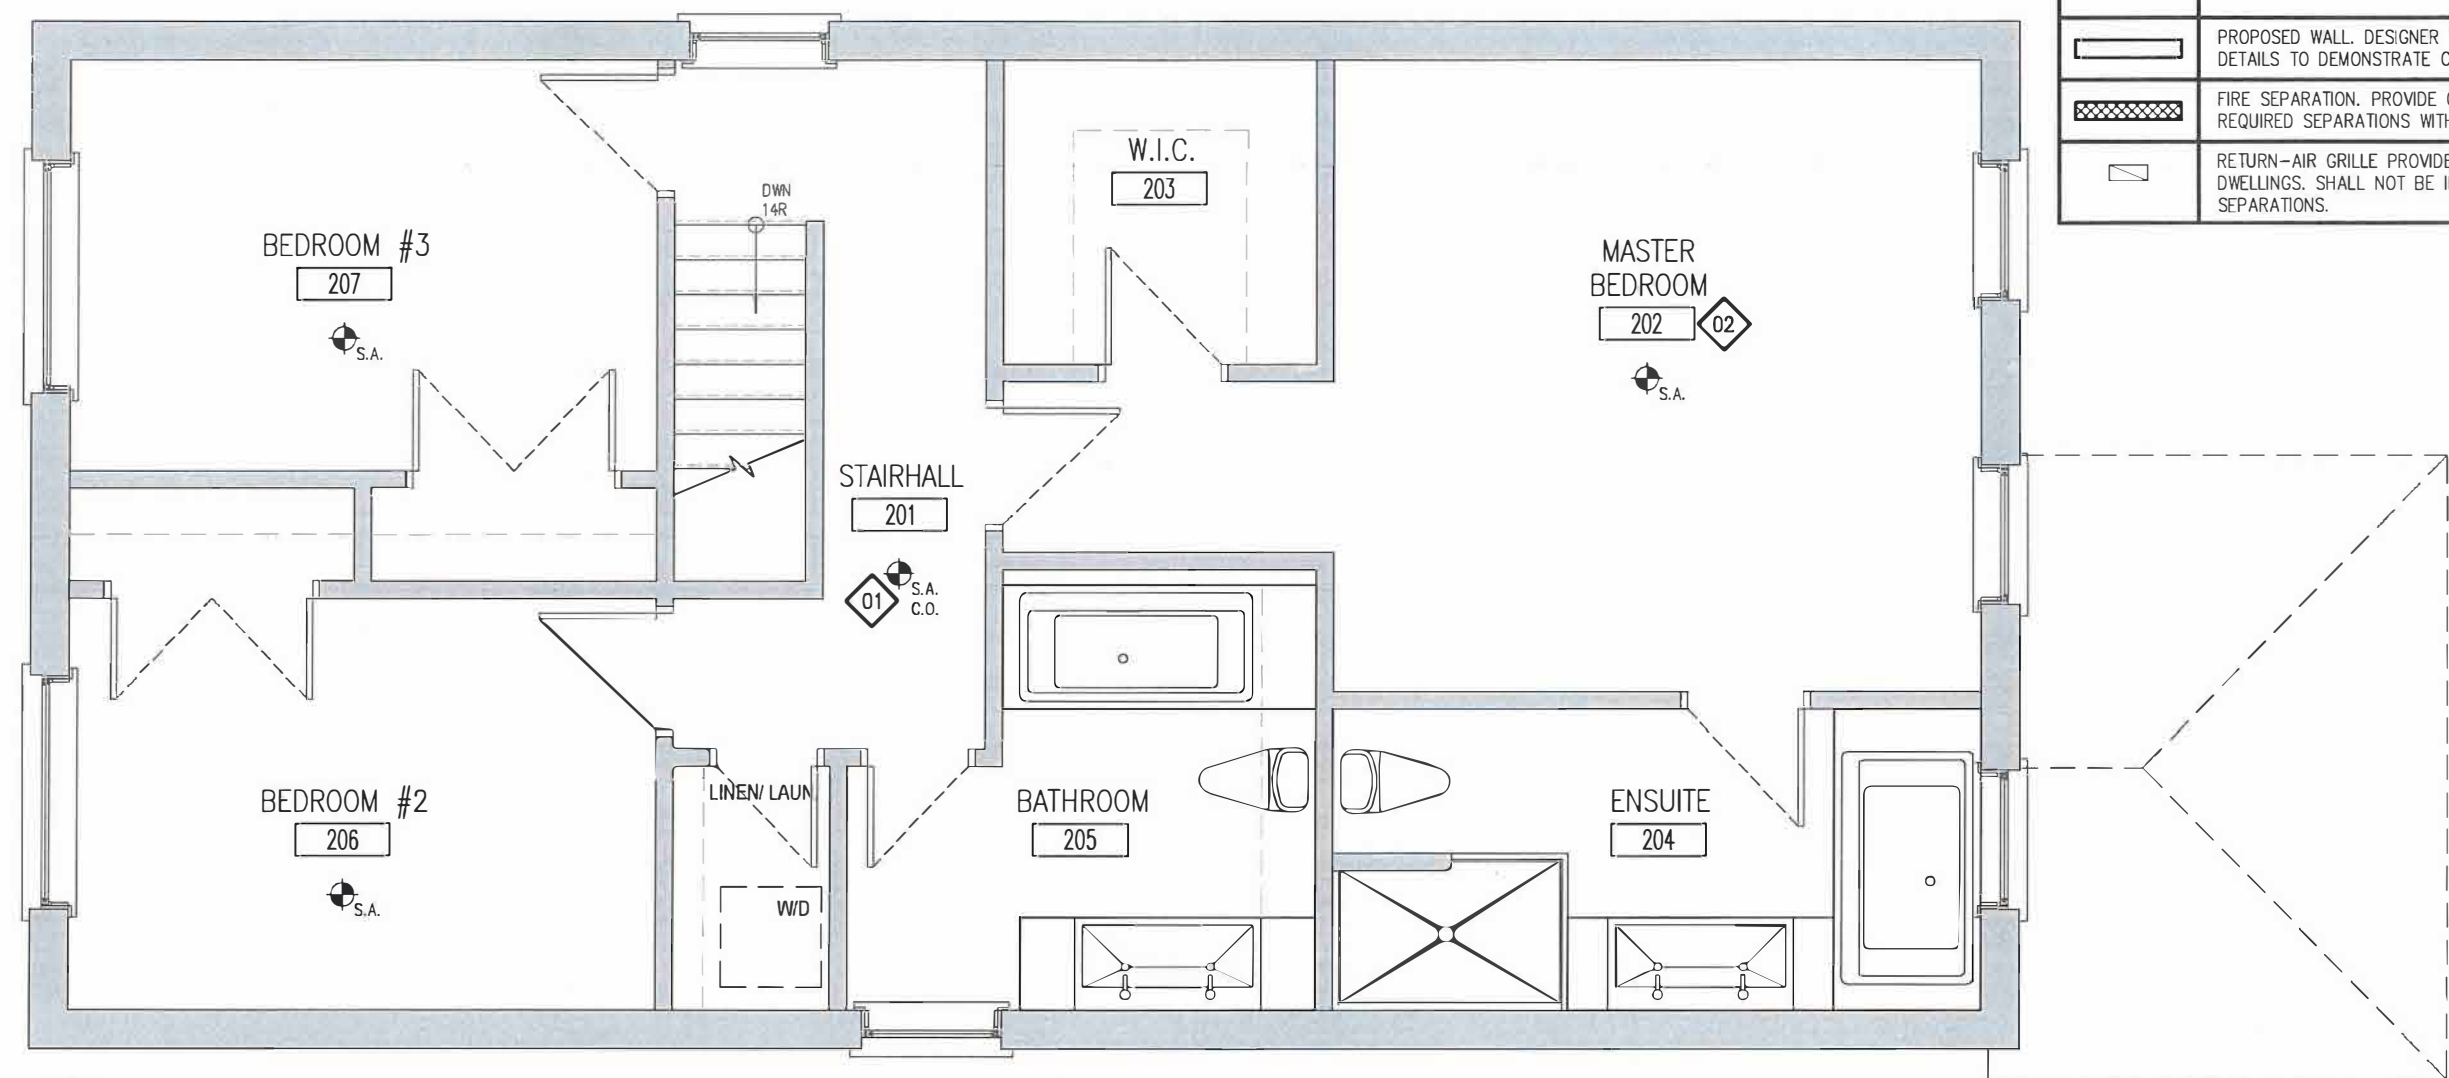 PROPOSED WALL. DESIGNER
DETAILS TO DEMONSTRATE
FIRE SEPARATION. PROVIDE
REQUIRED SEPARATIONS
RETURN-AIR GRILLE
DWELLINGS. SHALL NOT BE
SEPARATIONS.
W.I.C.
203
DWN
14R
BEDROOM #3
207
S.A.
MASTER
BEDROOM
202
02
S.A.
STAIRHALL
201
01
S.A.
C.O.
BEDROOM #2
206
S.A.
LINEN/ LAUN
W/D
BATHROOM
205
ENSUITE
204